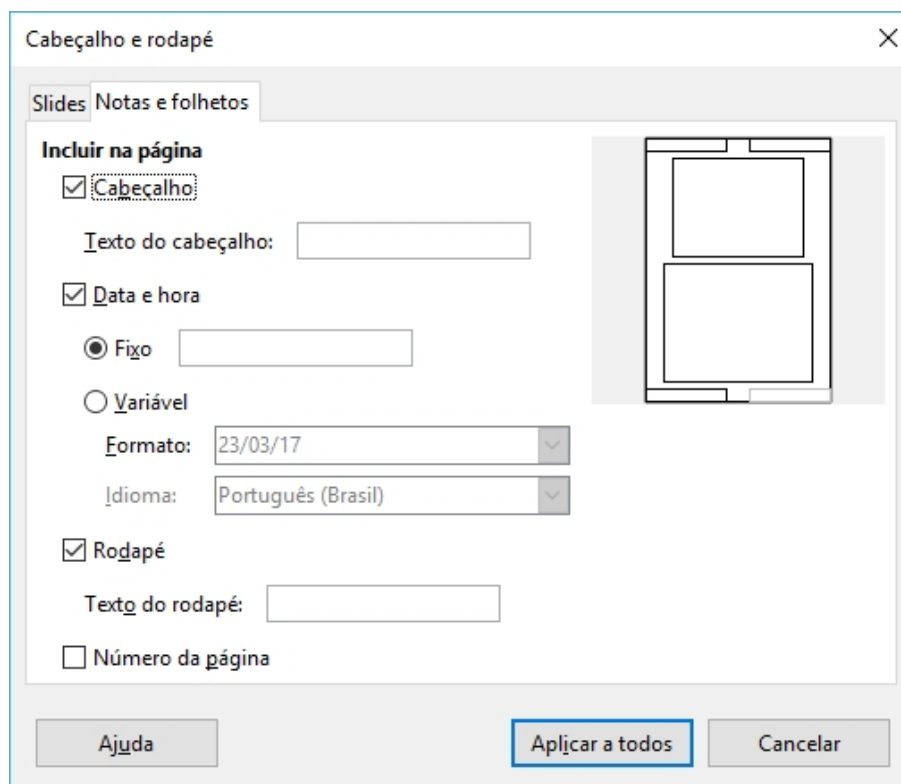 Cabeçalho e rodapé
Slides Notas e folhetos
Incluir na página
Cabeçalho
Texto do cabeçalho:
Data e hora
Fixo
Variável
Formato: 23/03/17
Idioma: Português (Brasil)
Rodapé
Texto do rodapé:
Número da página
Ajuda Aplicar a todos Cancelar